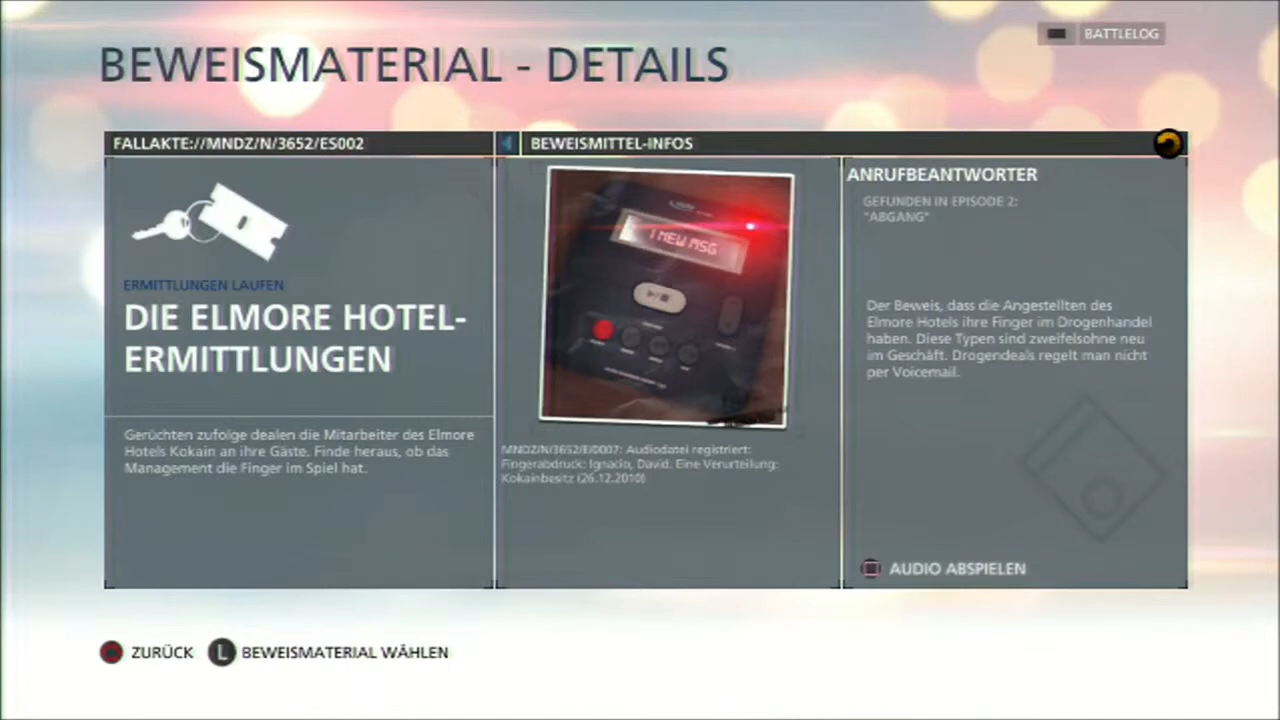 BATTLELOG
BEWEISMATERIAL - DETAILS
FALLAKTE://MNDZ/N/3652/ES002
BEWEISMITTEL-INFOS
ERMITTLUNGEN LAUFEN
DIE ELMORE HOTEL-
ERMITTLUNGEN
Gerüchten zufolge dealen die Mitarbeiter des Elmore
Hotels Kokain an ihre Gäste. Finde heraus, ob das
Management die Finger im Spiel hat.
1 NEW MSG
MNDZ/N/3652/EI0007: Audiodatei registriert:
Fingerabdruck: Ignacio, David. Eine Verurteilung:
Kokainbesitz (26.12.2010)
ANRUFBEANTWORTER
GEFUNDEN IN EPISODE 2:
"ABGANG"
Der Beweis, dass die Angestellten des
Elmore Hotels ihre Finger im Drogenhandel
haben. Diese Typen sind zweifelsohne neu
im Geschäft. Drogendeals regelt man nicht
per Voicemail.
AUDIO ABSPIELEN
ZURÜCK
L
BEWEISMATERIAL WÄHLEN